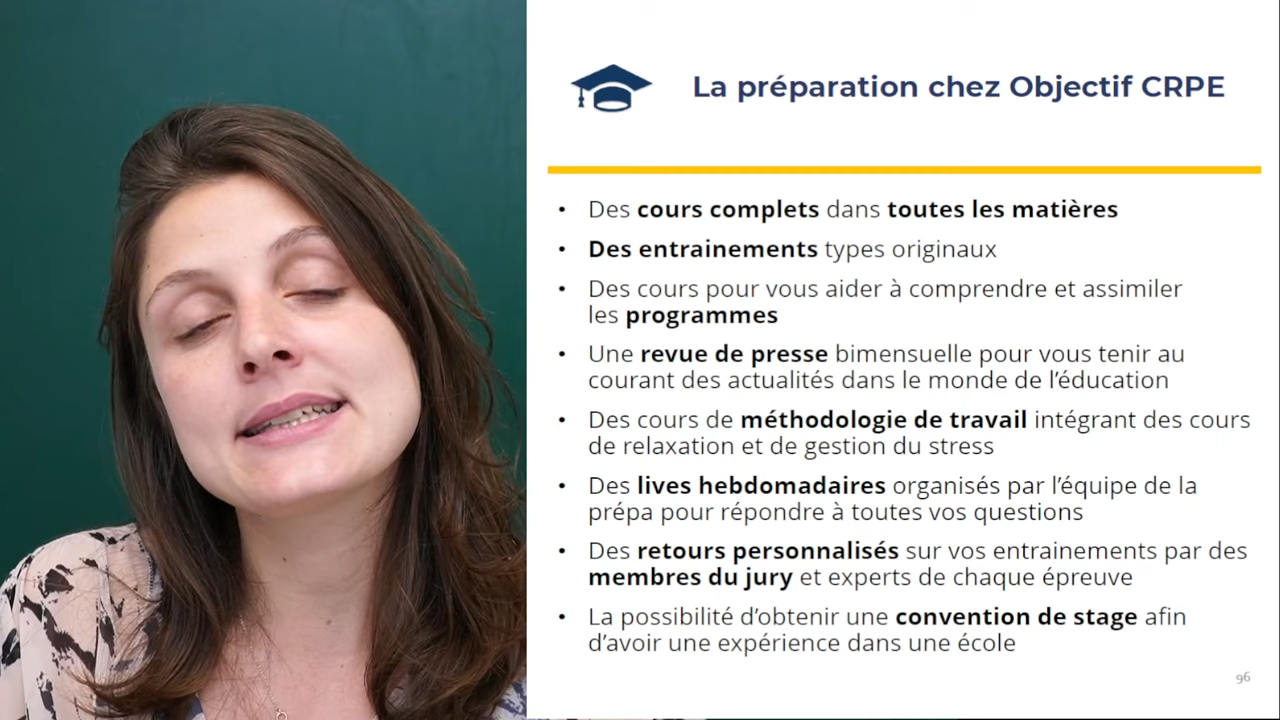 La préparation chez Objectif CRPE
• Des cours complets dans toutes les matières
• Des entrainements types originaux
• Des cours pour vous aider à comprendre et assimiler
les programmes
• Une revue de presse bimensuelle pour vous tenir au
courant des actualités dans le monde de l’éducation
• Des cours de méthodologie de travail intégrant des cours
de relaxation et de gestion du stress
• Des lives hebdomadaires organisés par l’équipe de la
prépa pour répondre à toutes vos questions
• Des retours personnalisés sur vos entrainements par des
membres du jury et experts de chaque épreuve
• La possibilité d’obtenir une convention de stage afin
d’avoir une expérience dans une école
96